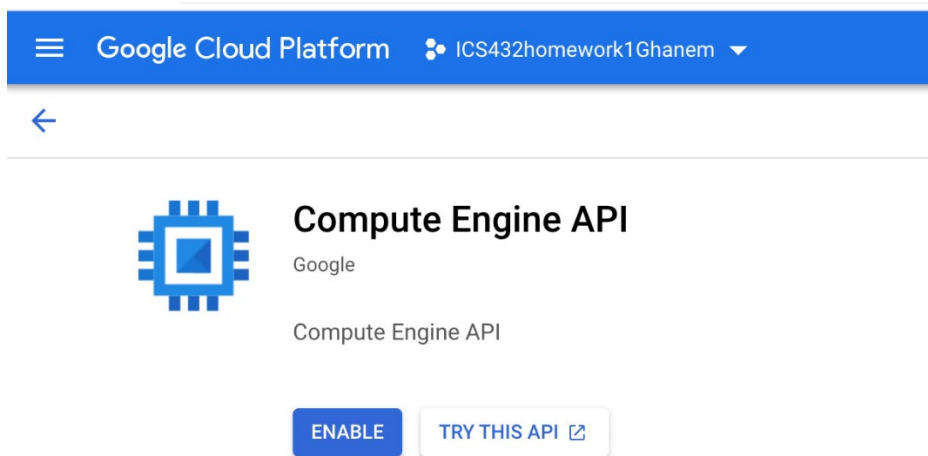 Google Cloud Platform ICS432homework1Ghanem
Compute Engine API
Google
Compute Engine API
ENABLE TRY THIS API